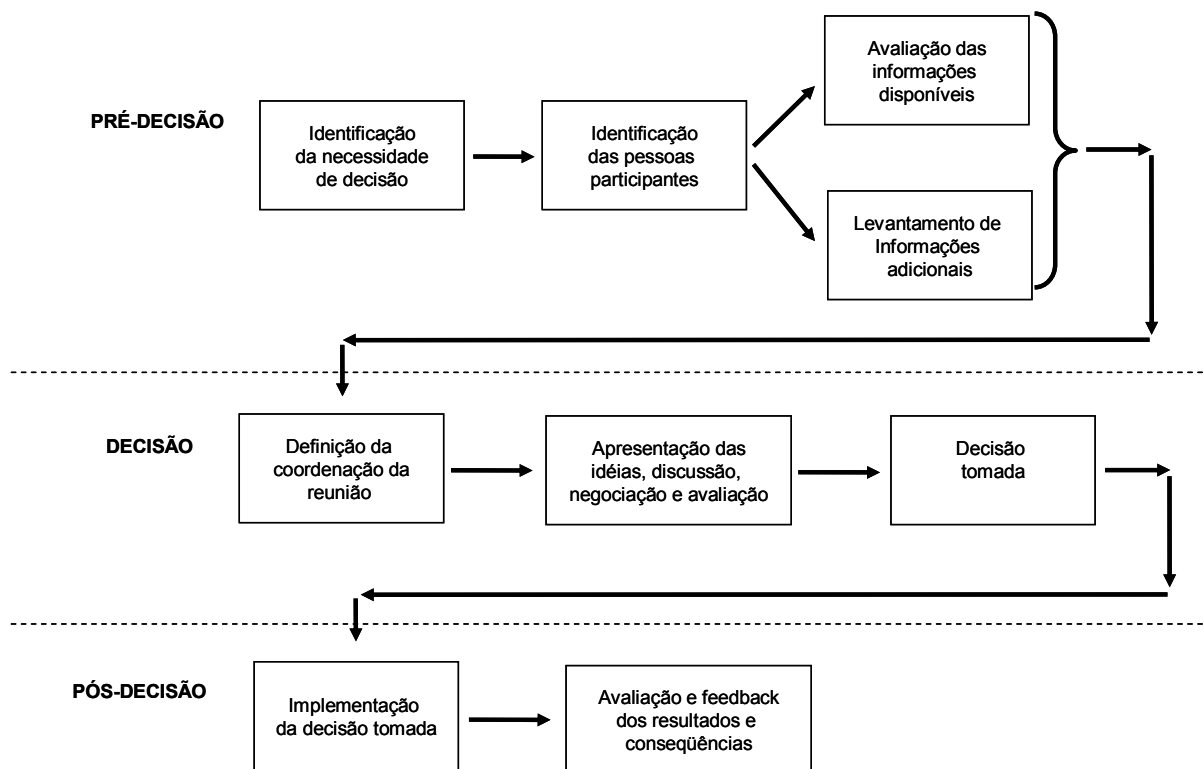 PRÉ-DECISÃO
Identificação
da necessidade
de decisão
Identificação
das pessoas
participantes
Avaliação das
informações
disponíveis
Levantamento de
Informações
adicionais
DECISÃO
Definição da
coordenação da
reunião
Apresentação das
idéias, discussão,
negociação e avaliação
Decisão
tomada
PÓS-DECISÃO
Implementação
da decisão tomada
Avaliação e feedback
dos resultados e
conseqüências